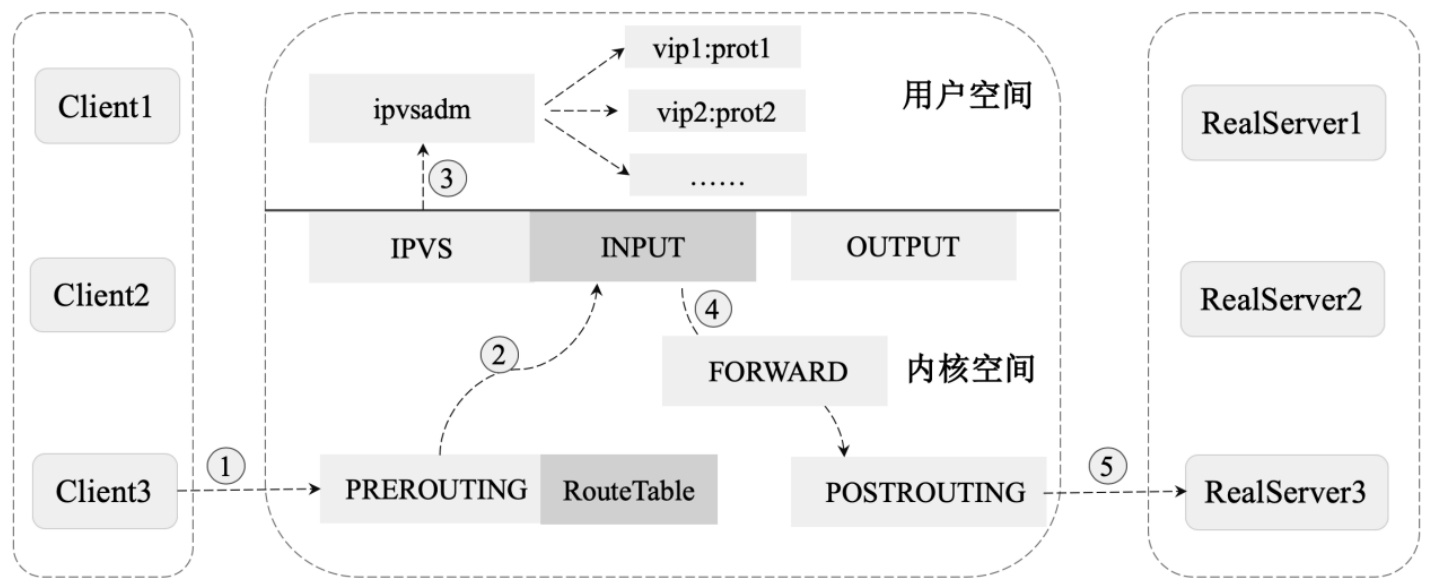 Client1
Client2
Client3
①
ipvsadm
vip1:prot1
vip2:prot2
……
用户空间
③
IPVS
INPUT
OUTPUT
②
④
FORWARD
内核空间
PREROUTING
RouteTable
POSTROUTING
⑤
RealServer1
RealServer2
RealServer3